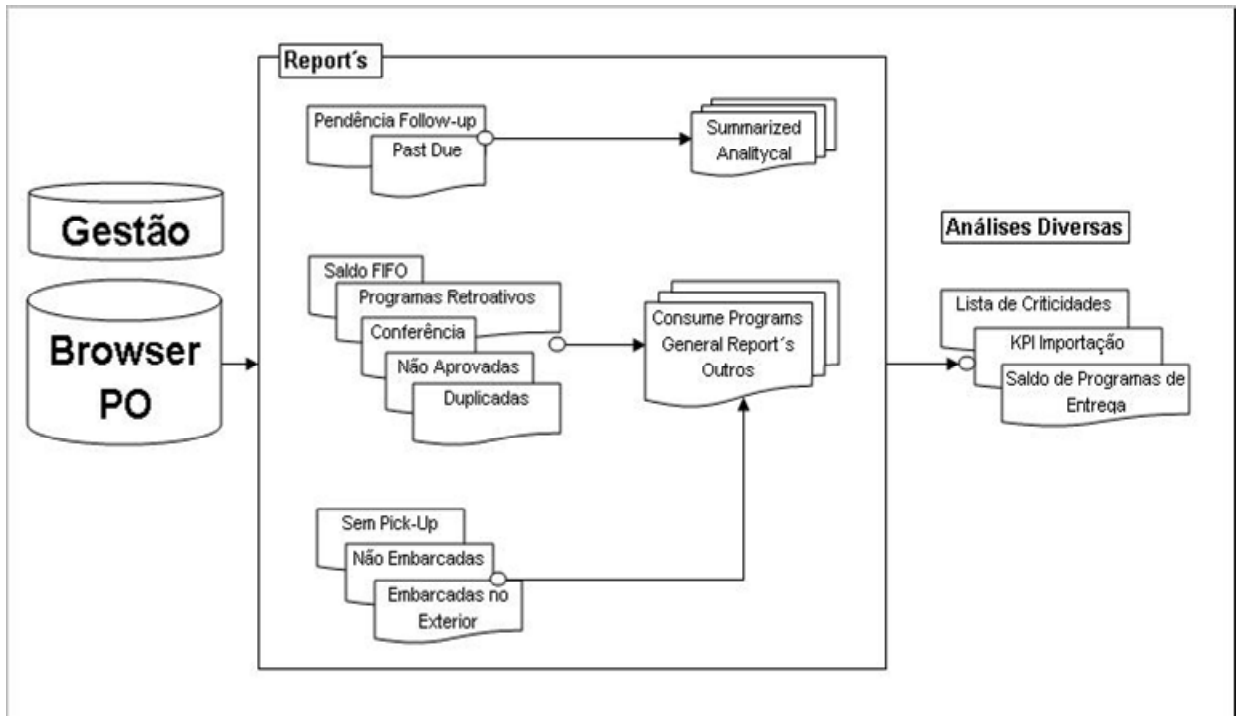 Report´s
Pendência Follow-up
Past Due
Summarized
Analitycal
Gestão
Browser
PO
Saldo FIFO
Programas Retroativos
Conferência
Não Aprovadas
Duplicadas
Consume Programs
General Report´s
Outros
Sem Pick-Up
Não Embarcadas
Embarcadas no
Exterior
Análises Diversas
Lista de Criticidades
KPI Importação
Saldo de Programas de
Entrega